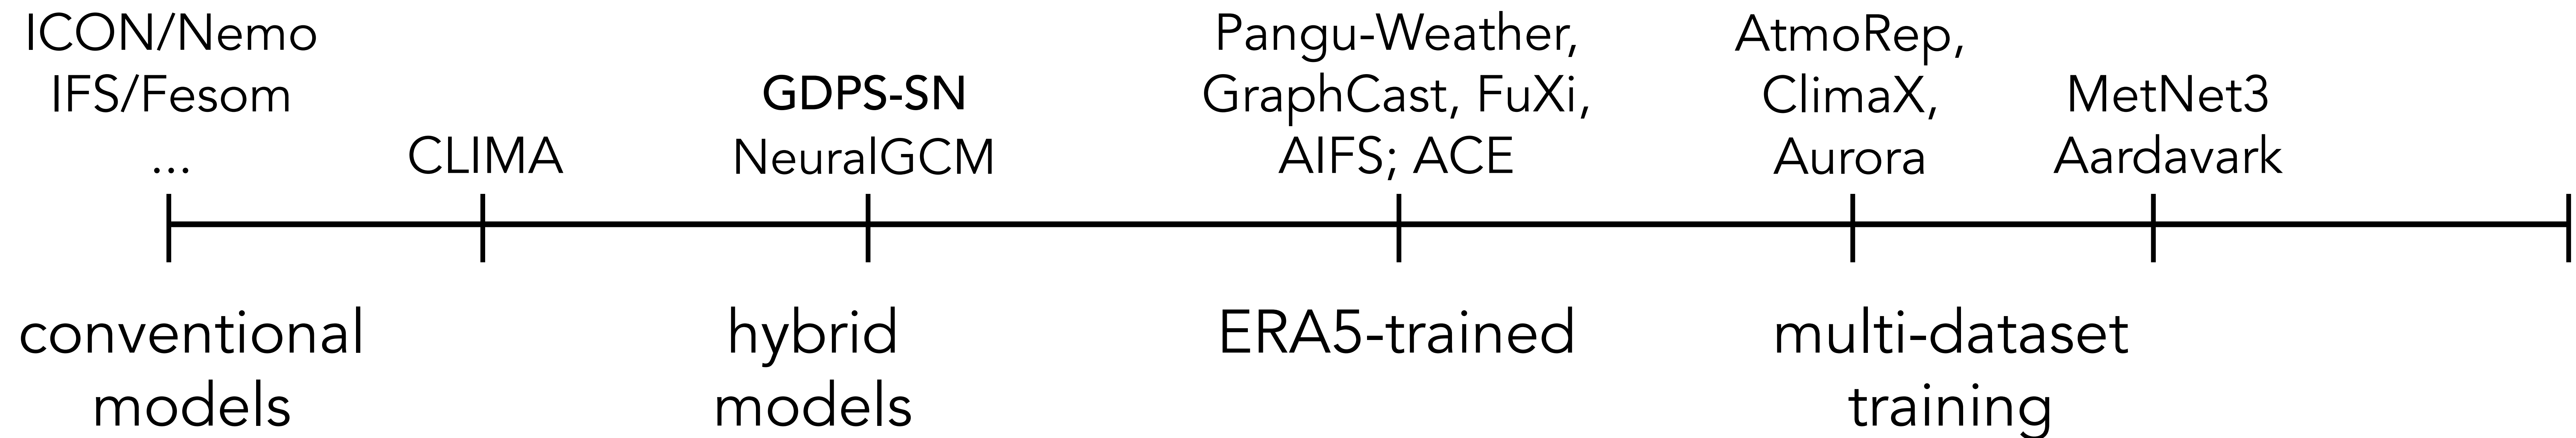 ICON/Nemo
IFS/Fesom
...
CLIMA
GDPS-SN
NeuralGCM
Pangu-Weather,
GraphCast, FuXi,
AIFS; ACE
AtmoRep,
ClimaX,
Aurora
MetNet3
Aardavark
conventional
models
hybrid
models
ERA5-trained
multi-dataset
training